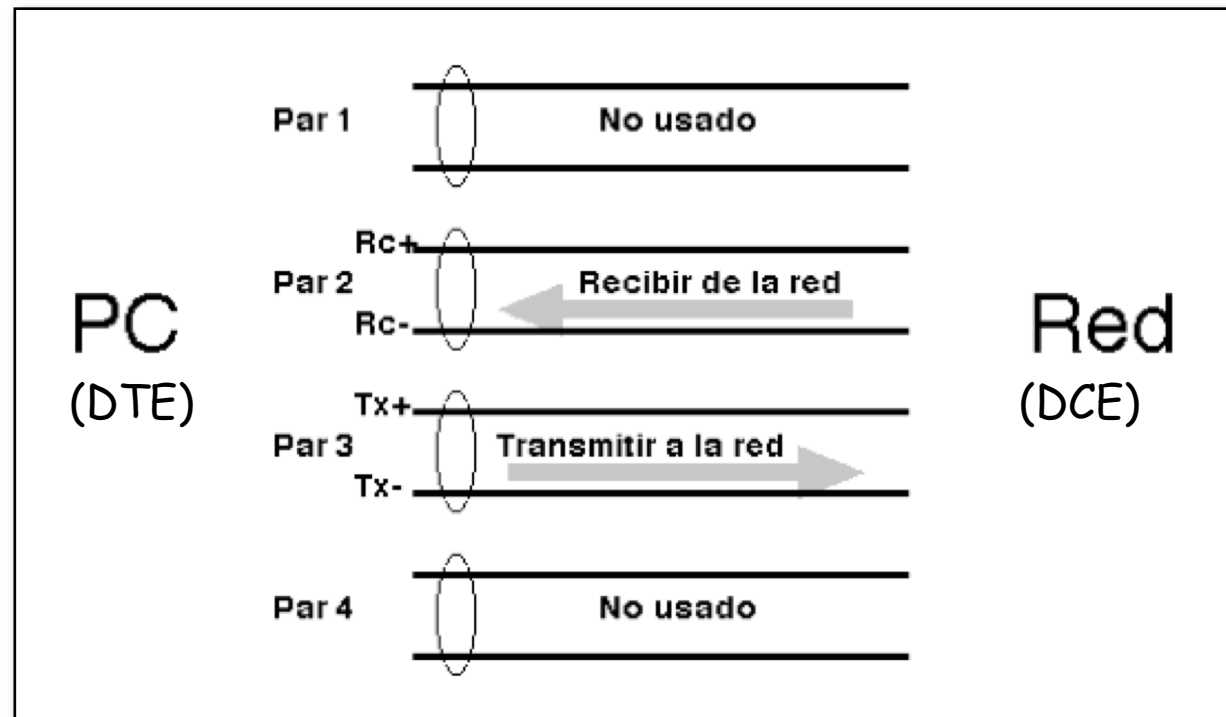 Par 1
No usado
Rc+
Par 2
Recibir de la red
Rc-
PC
(DTE)
Red
(DCE)
Tx+
Par 3
Transmitir a la red
Tx-
Par 4
No usado